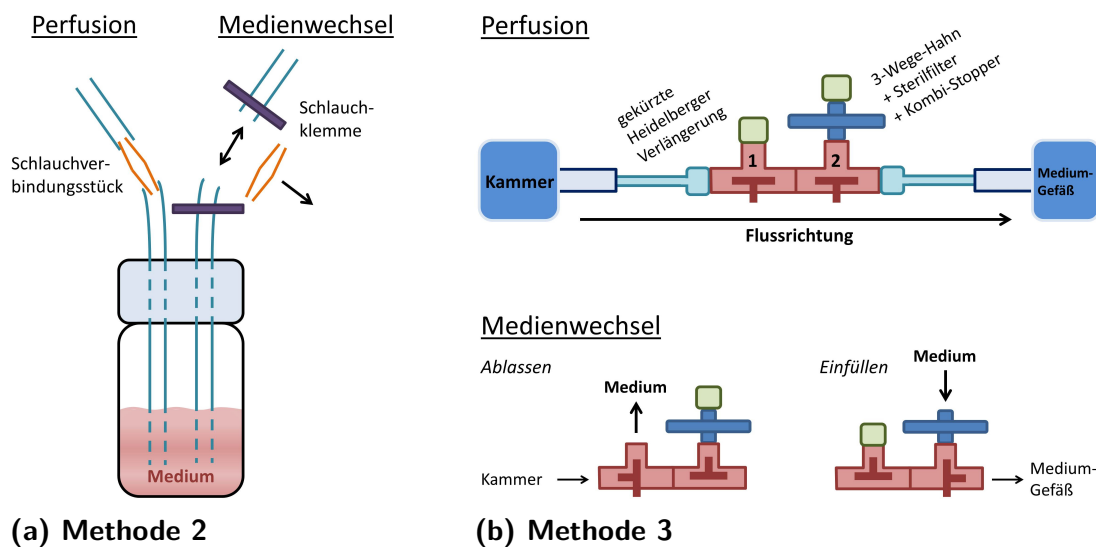 Perfusion
Medienwechsel
Schlauch-
klemme
Schlauchver-
bindungsstück
Medium
(a) Methode 2
Perfusion
gekürzte
Heidelberger
Verlängerung
3-Wege-Hahn
+ Sterilfilter
+ Kombi-Stopper
Kammer
1
2
Medium-
Gefäß
Flussrichtung
Medienwechsel
Ablassen
Medium
Kammer
Einfüllen
Medium
Medium-
Gefäß
(b) Methode 3